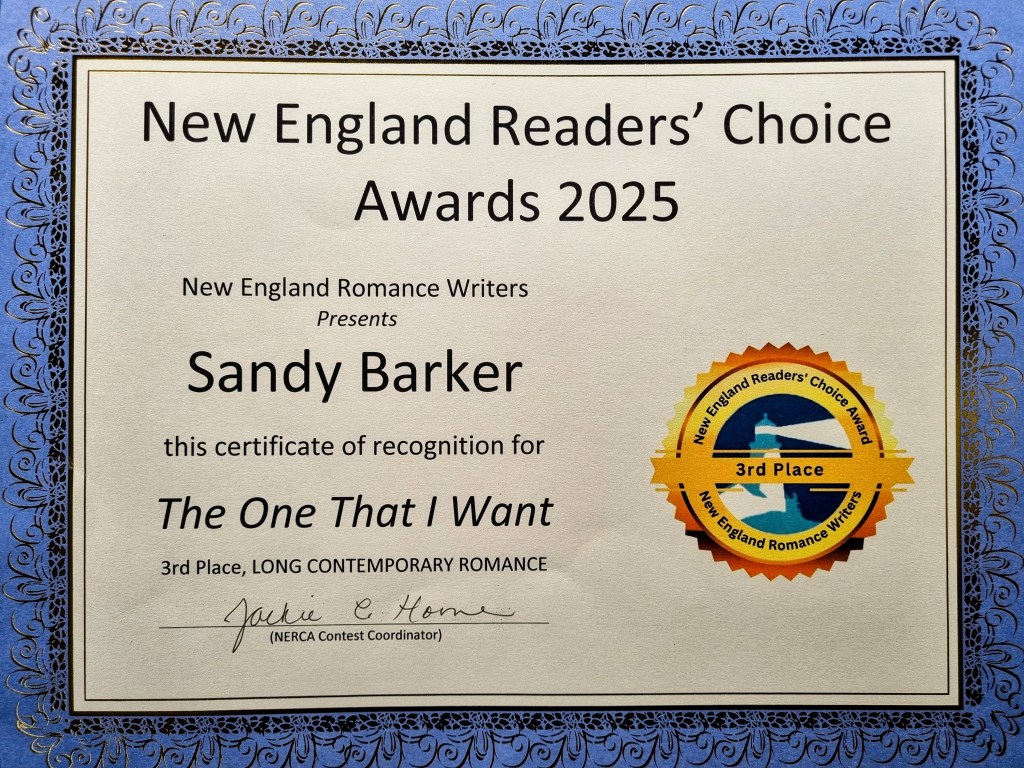 New England Readers’ Choice
Awards 2025
New England Romance Writers
Presents
Sandy Barker
this certificate of recognition for
The One That I Want
3rd Place, LONG CONTEMPORARY ROMANCE
Jackie C. Horne
(NERCA Contest Coordinator)
New England Readers' Choice Award
3rd Place
New England Romance Writers